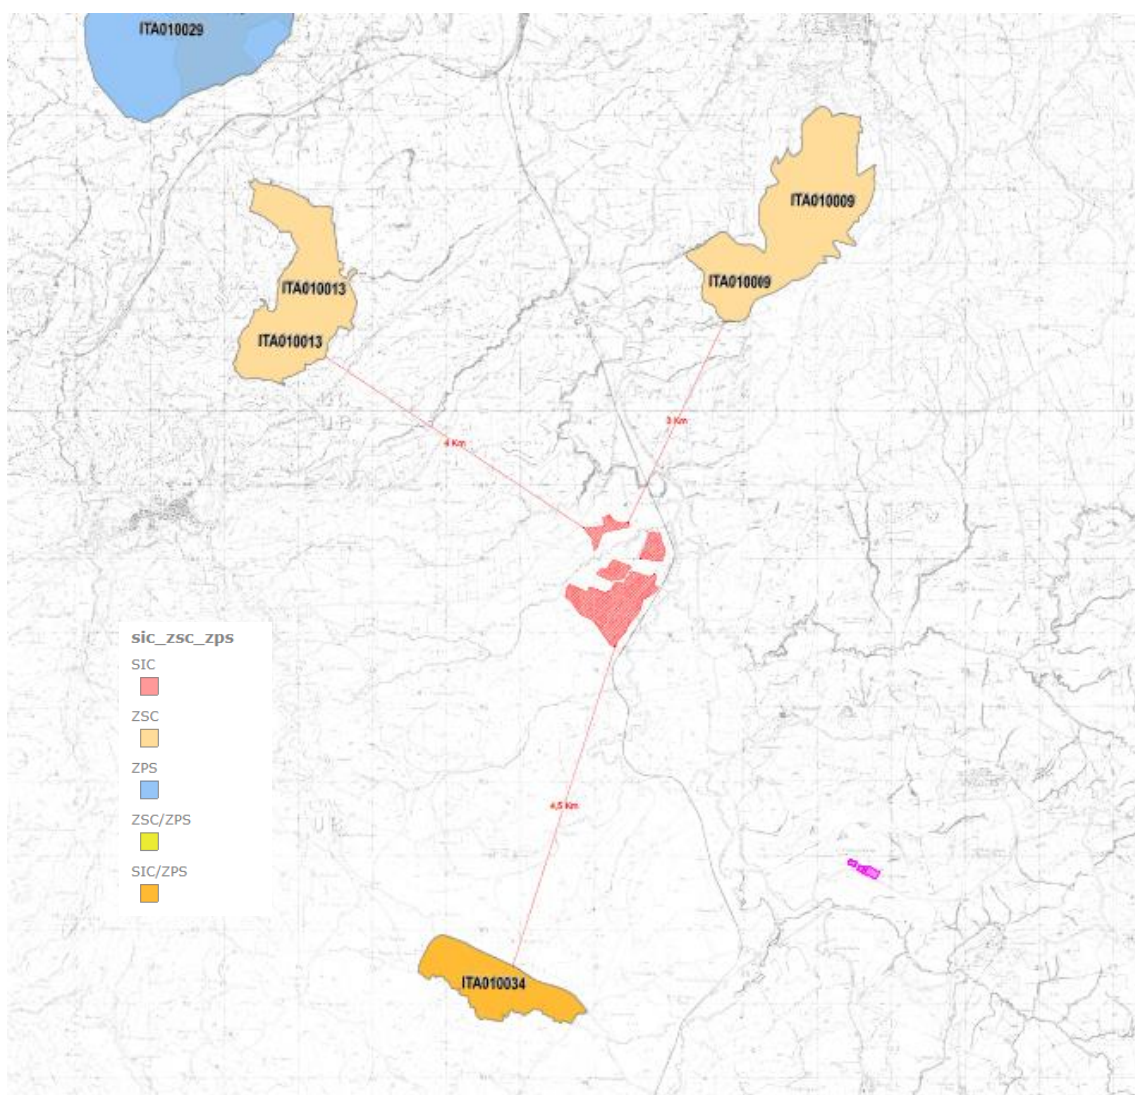 ITA010029
ITA010009
ITA010009
ITA010013
ITA010013
3 Km
4 Km
sic_zsc_zps
SIC
ZSC
ZPS
ZSC/ZPS
SIC/ZPS
4,5 Km
ITA010034